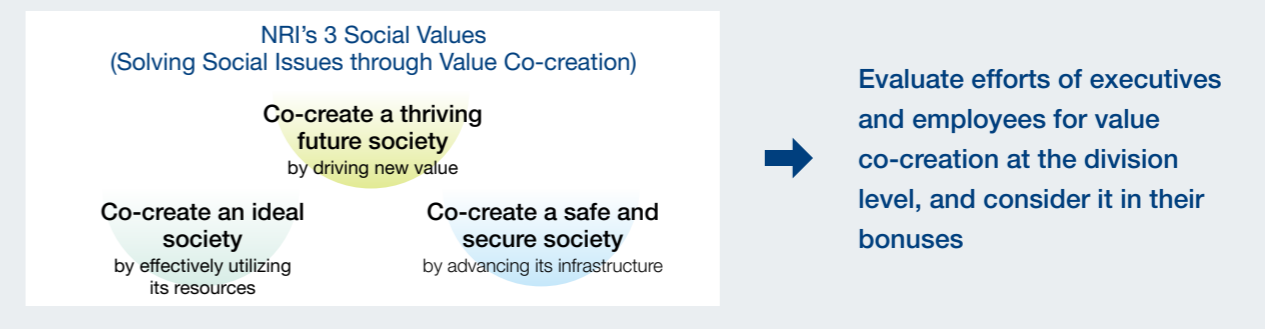 NRI's 3 Social Values
(Solving Social Issues through Value Co-creation)
Co-create a thriving
future society
by driving new value
Co-create an ideal
society
by effectively utilizing
its resources
Co-create a safe and
secure society
by advancing its infrastructure
Evaluate efforts of executives
and employees for value
co-creation at the division
level, and consider it in their
bonuses